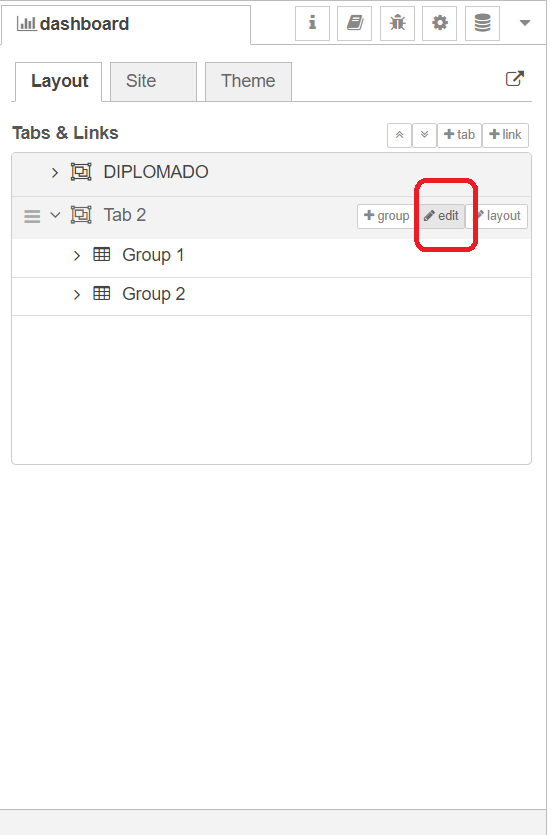 dashboard
Layout Site Theme
Tabs & Links tab link
DIPLOMADO
Tab 2 group edit layout
Group 1
Group 2